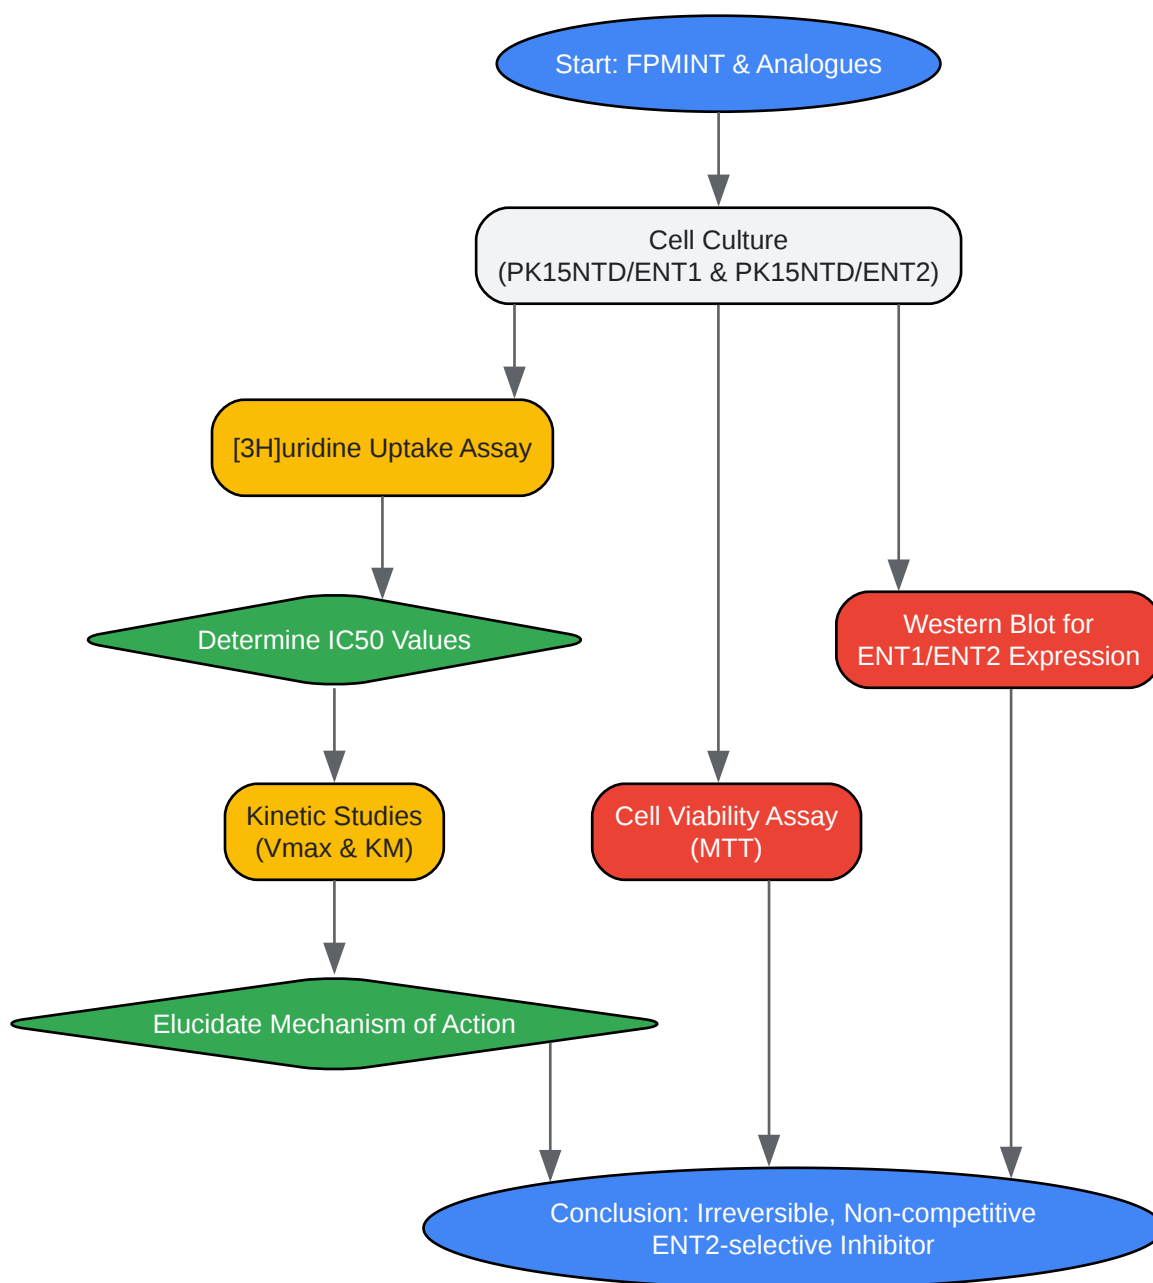 Start: FPMINT & Analogues
Cell Culture
(PK15NTD/ENT1 & PK15NTD/ENT2)
[3H]uridine Uptake Assay
Determine IC50 Values
Western Blot for
ENT1/ENT2 Expression
Kinetic Studies
(Vmax & KM)
Cell Viability Assay
(MTT)
Elucidate Mechanism of Action
Conclusion: Irreversible, Non-competitive
ENT2-selective Inhibitor